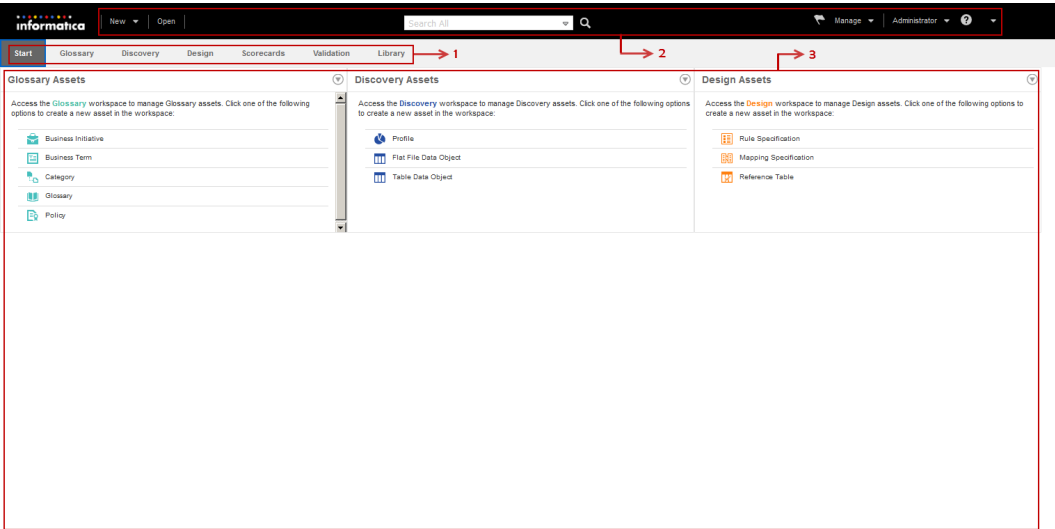 informatica New Open Search All Manage Administrator ?
Start Glossary Discovery Design Scorecards Validation Library 1 2 3
Glossary Assets
Access the Glossary workspace to manage Glossary assets. Click one of the following
options to create a new asset in the workspace:
Business Initiative
Business Term
Category
Glossary
Policy
Discovery Assets
Access the Discovery workspace to manage Discovery assets. Click one of the following options
to create a new asset in the workspace:
Profile
Flat File Data Object
Table Data Object
Design Assets
Access the Design workspace to manage Design assets. Click one of the following options to
create a new asset in the workspace:
Rule Specification
Mapping Specification
Reference Table